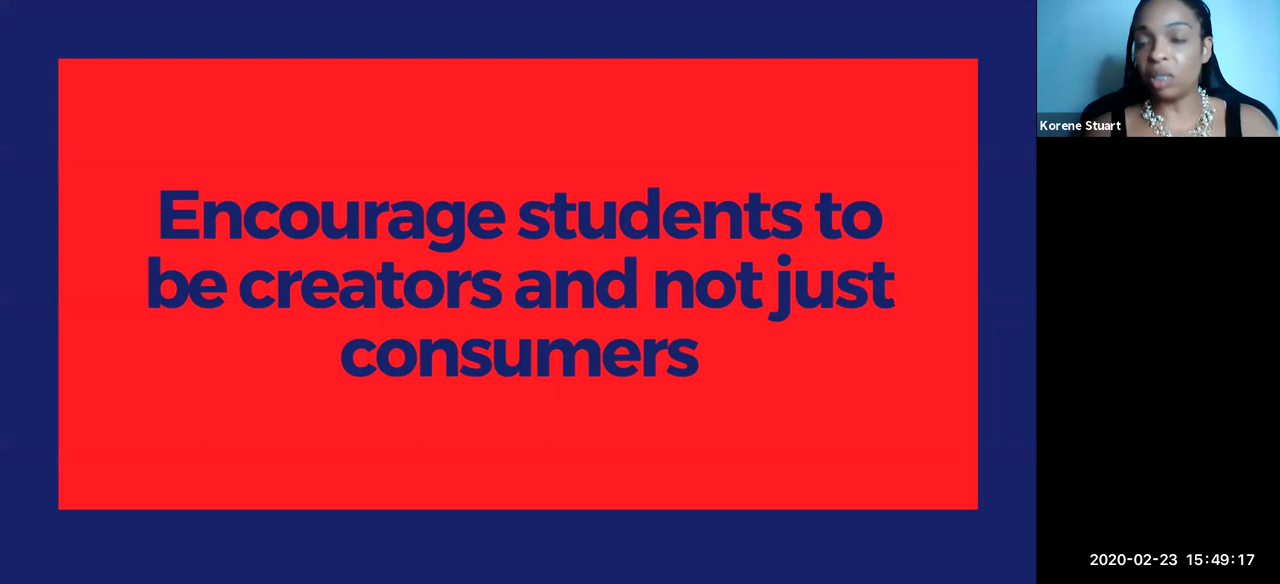 Encourage students to
be creators and not just
consumers
Korene Stuart
2020-02-23 15:49:17